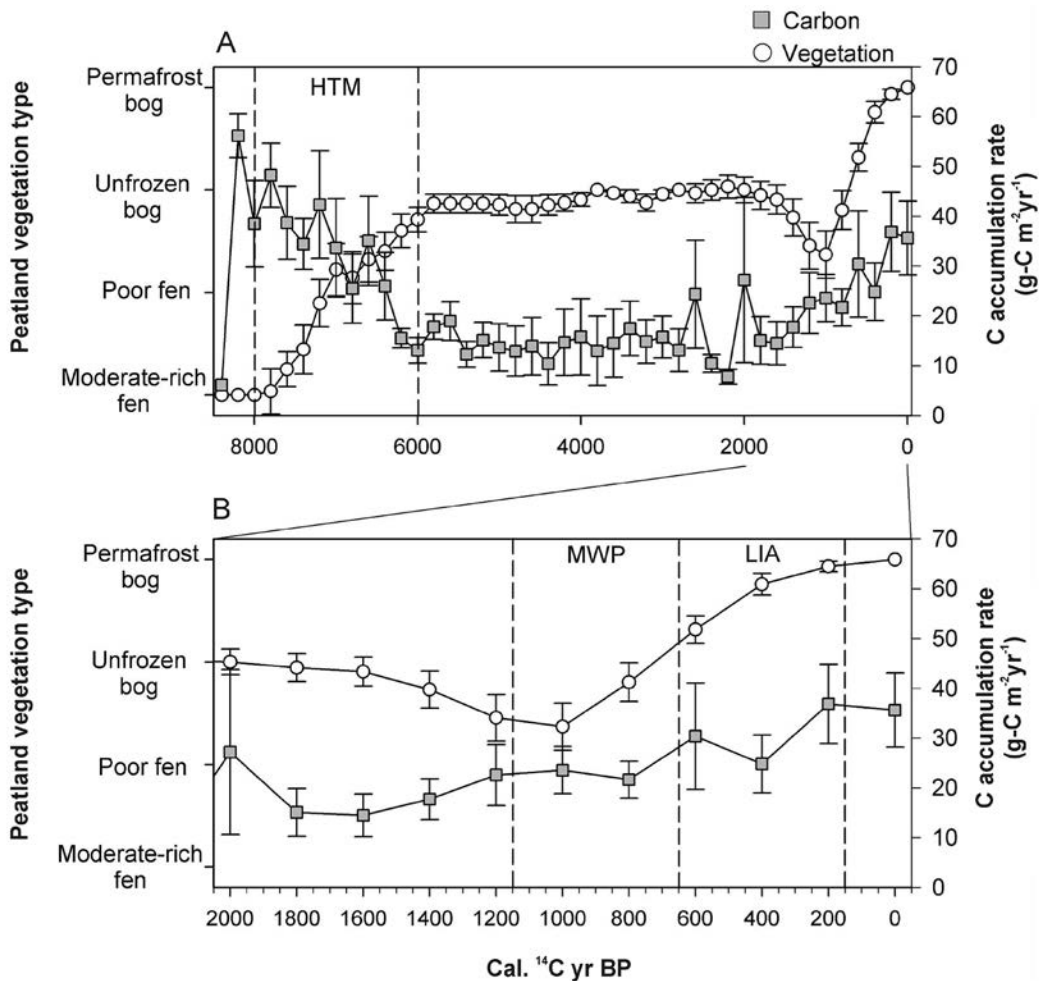 Carbon
Vegetation
A
HTM
Peatland vegetation type
Permafrost
bog
Unfrozen
bog
Poor fen
Moderate-rich
fen
70
60
50
40
30
20
10
0
C accumulation rate
(g-C m⁻²yr⁻¹)
8000 6000 4000 2000 0
B
MWP LIA
Peatland vegetation type
Permafrost
bog
Unfrozen
bog
Poor fen
Moderate-rich
fen
70
60
50
40
30
20
10
0
C accumulation rate
(g-C m⁻²yr⁻¹)
2000 1800 1600 1400 1200 1000 800 600 400 200 0
Cal. ¹⁴C yr BP